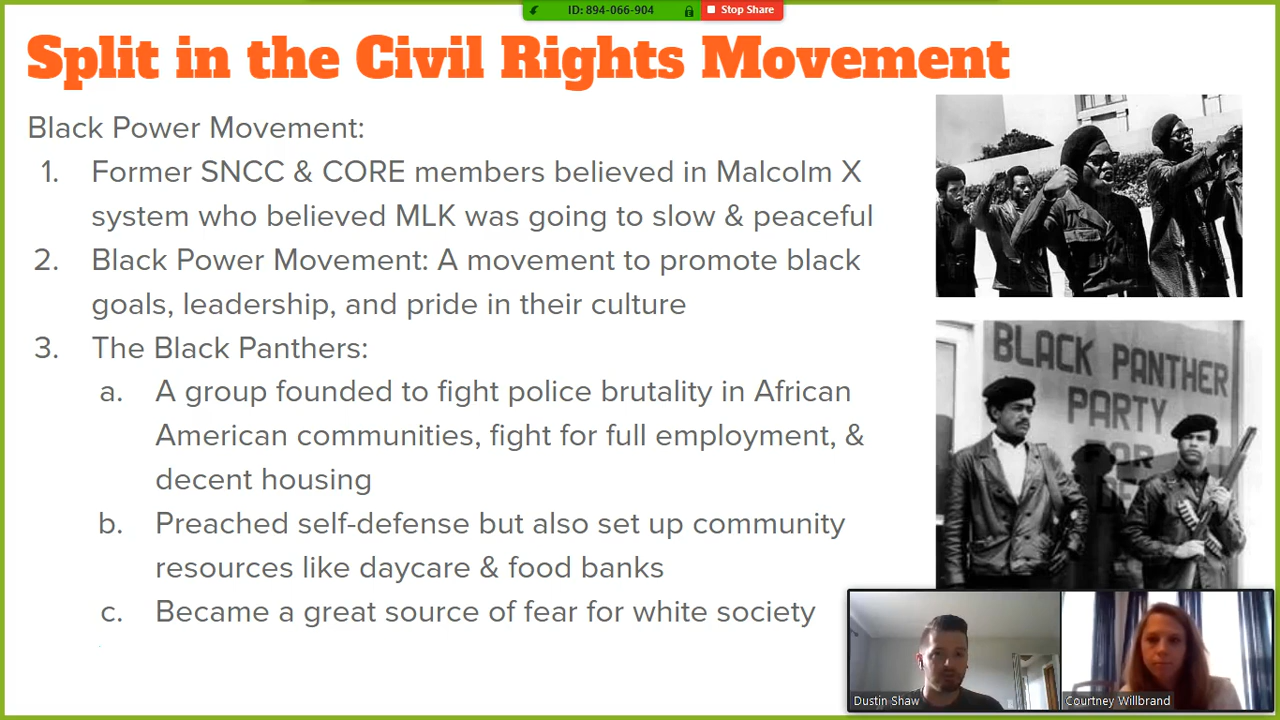 ID: 894-066-904
Stop Share
Split in the Civil Rights Movement
Black Power Movement:
1. Former SNCC & CORE members believed in Malcolm X
system who believed MLK was going to slow & peaceful
2. Black Power Movement: A movement to promote black
goals, leadership, and pride in their culture
3. The Black Panthers:
a. A group founded to fight police brutality in African
American communities, fight for full employment, &
decent housing
b. Preached self-defense but also set up community
resources like daycare & food banks
c. Became a great source of fear for white society
BLACK PANTHER
PARTY
FOR
Dustin Shaw
Courtney Willbrand